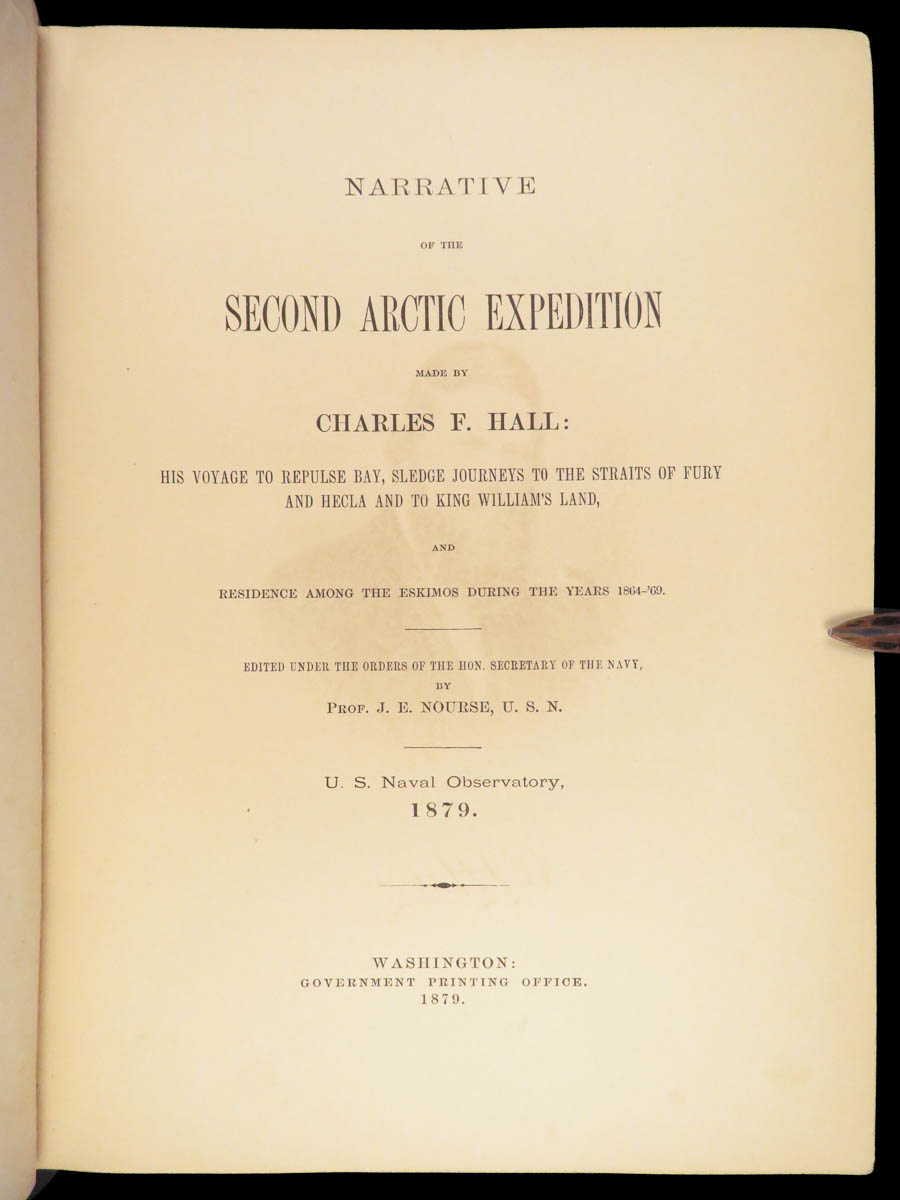 NARRATIVE
OF THE
SECOND ARCTIC EXPEDITION
MADE BY
CHARLES F. HALL:
HIS VOYAGE TO REPULSE BAY, SLEDGE JOURNEYS TO THE STRAITS OF FURY
AND HECLA AND TO KING WILLIAM'S LAND,
AND
RESIDENCE AMONG THE ESKIMOS DURING THE YEARS 1864–'69.
EDITED UNDER THE ORDERS OF THE HON. SECRETARY OF THE NAVY,
BY
PROF. J. E. NOURSE, U. S. N.
U. S. Naval Observatory,
1879.
WASHINGTON:
GOVERNMENT PRINTING OFFICE.
1879.